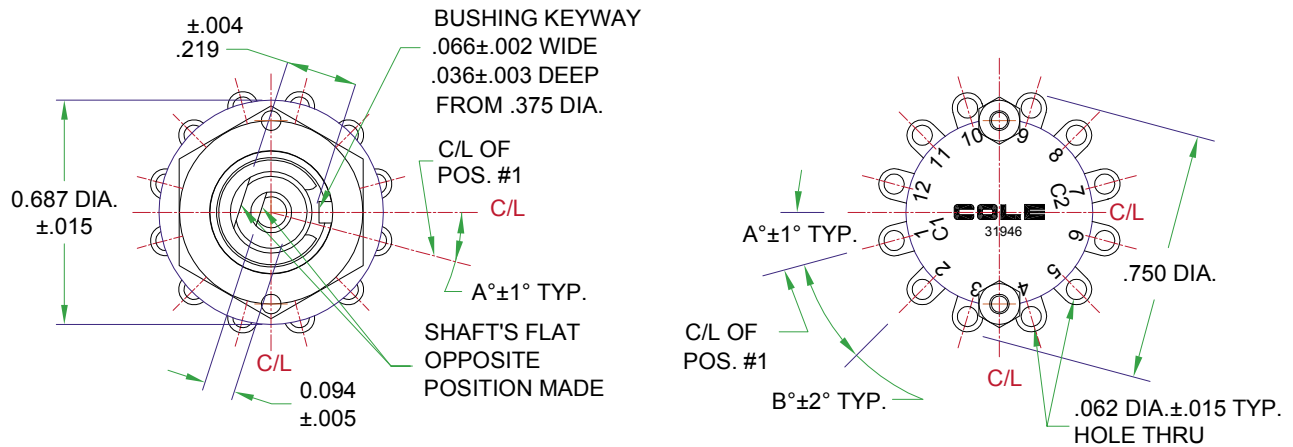 ±.004
.219
BUSHING KEYWAY
.066±.002 WIDE
.036±.003 DEEP
FROM .375 DIA.
C/L OF
POS. #1
0.687 DIA.
±.015
C/L
A°±1° TYP.
SHAFT'S FLAT
OPPOSITE
POSITION MADE
C/L
0.094
±.005
10 9
11 8
12 7
C2
COLE
31946
C/L
1 C1
6
2 5
3 4
A°±1° TYP.
.750 DIA.
C/L OF
POS. #1
B°±2° TYP.
C/L
.062 DIA.±.015 TYP.
HOLE THRU